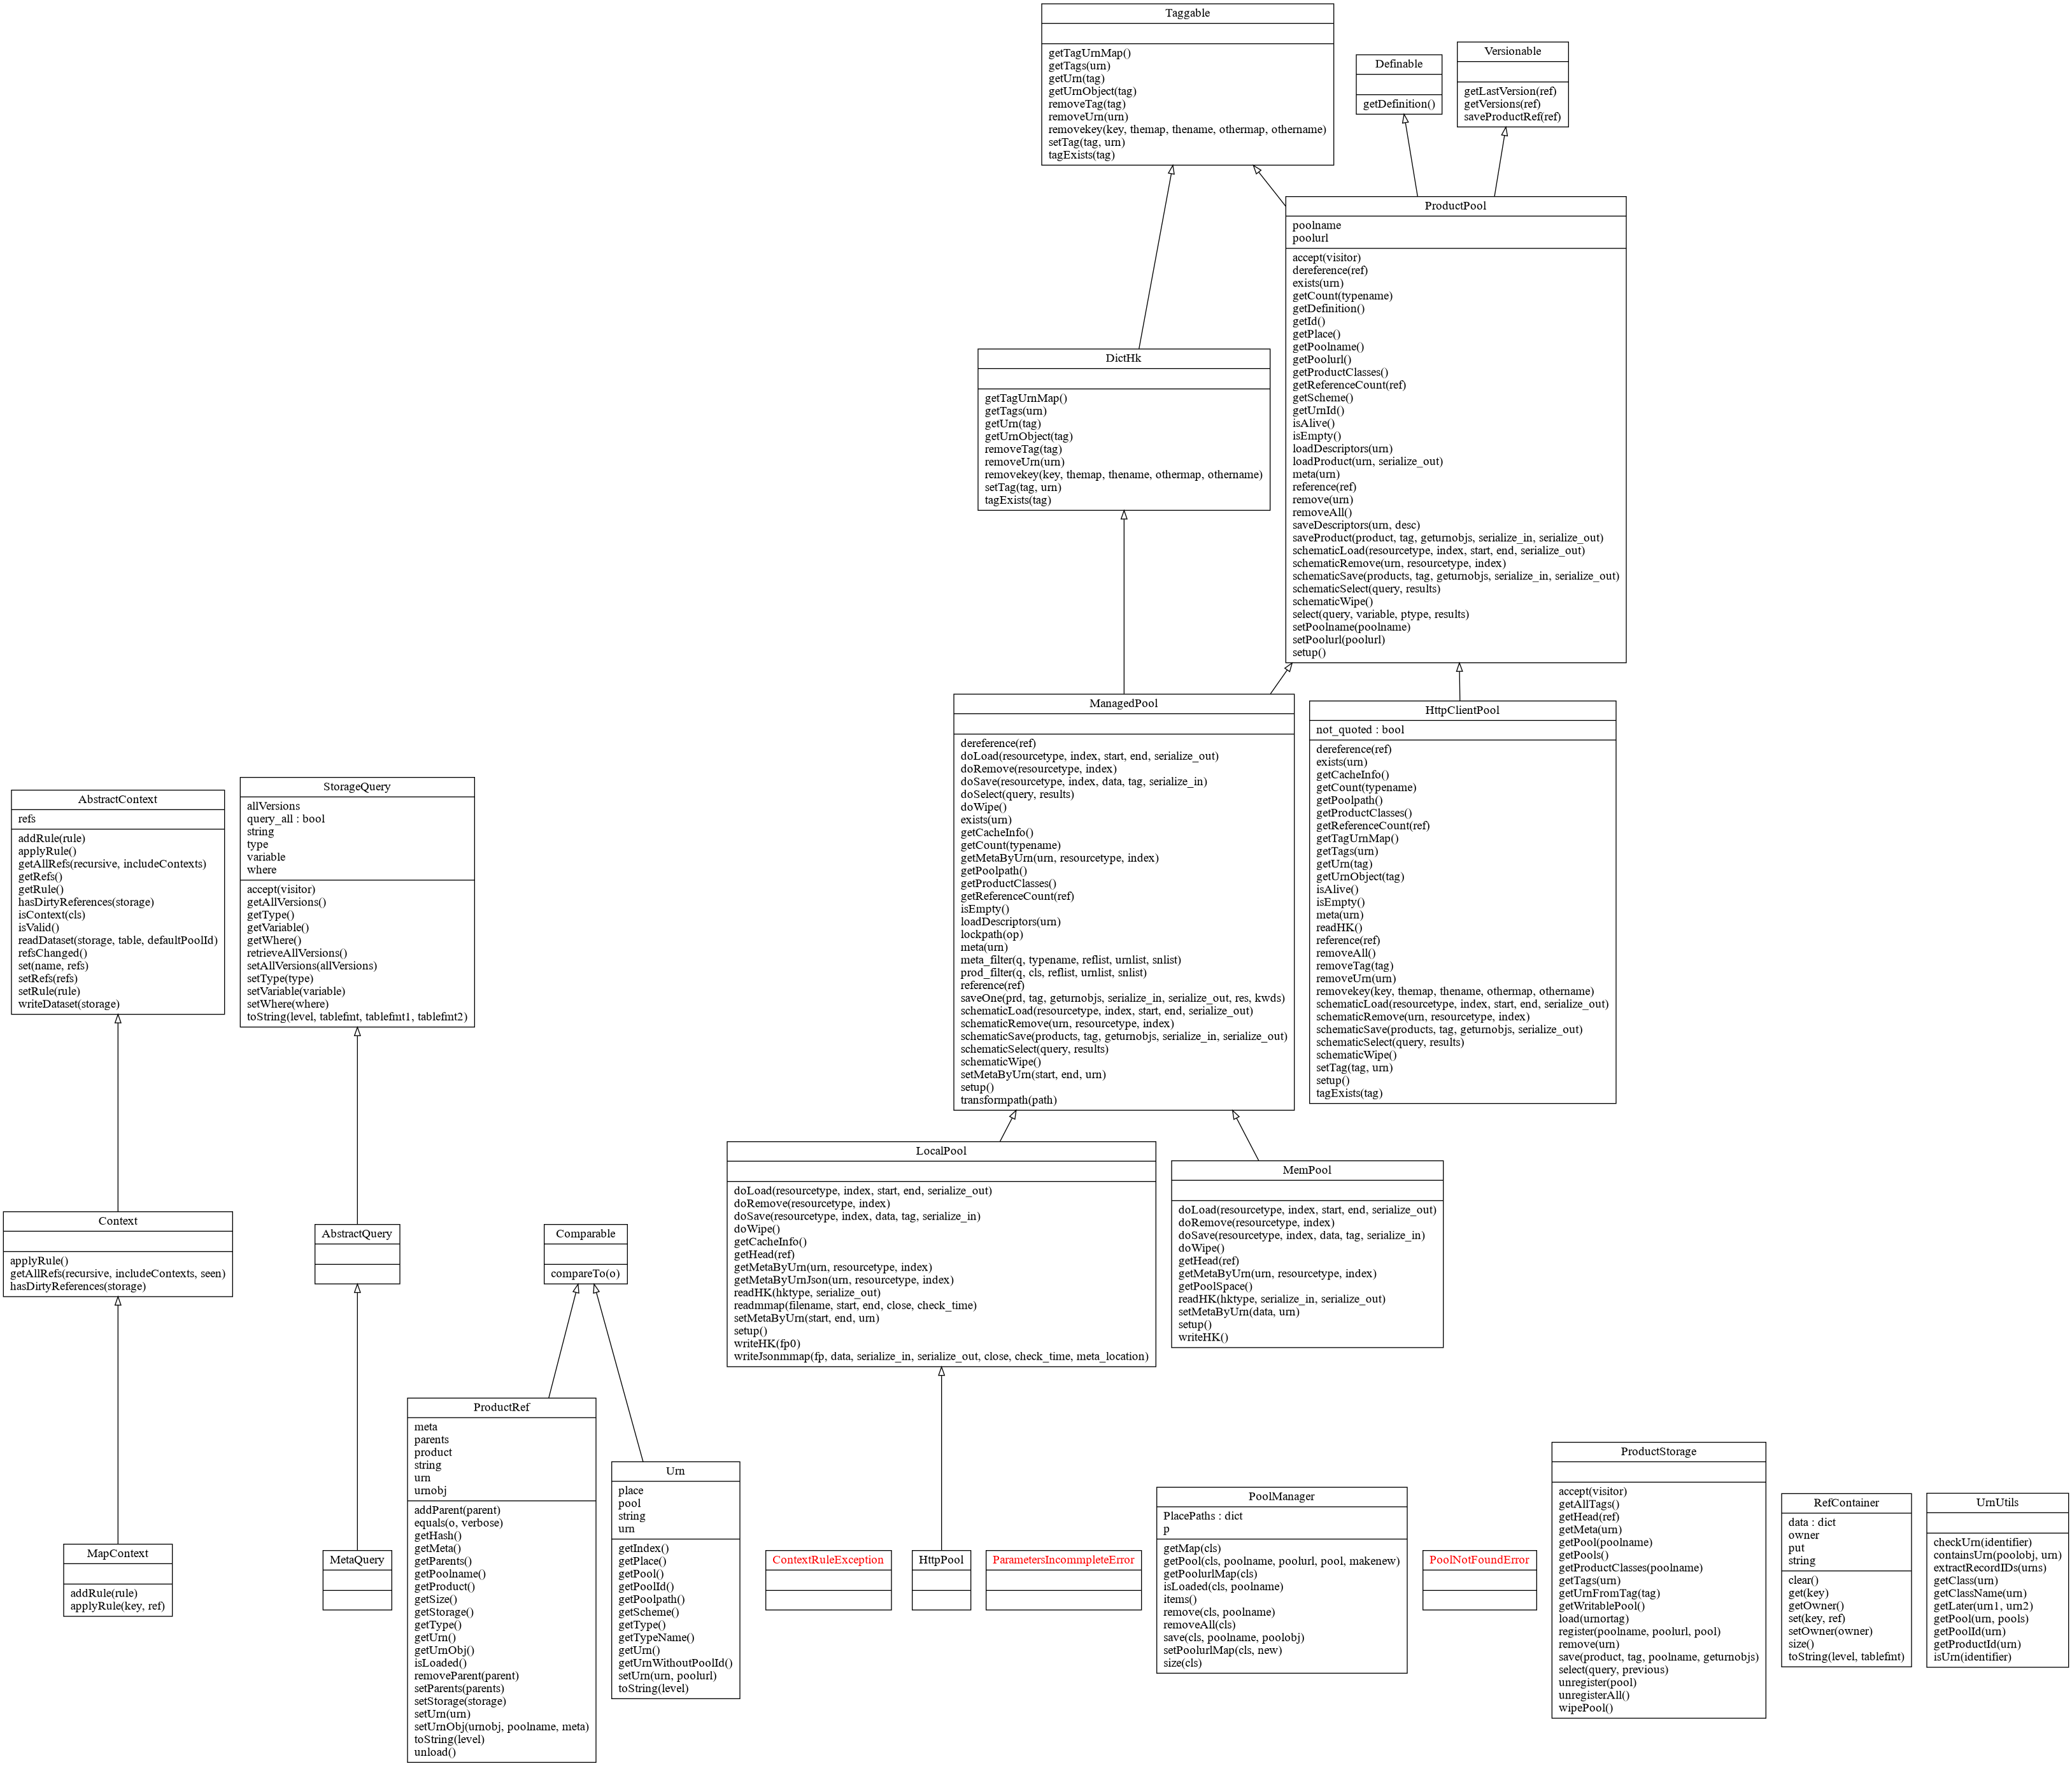 Taggable
getTagUrnMap()
getTags(urn)
getUrn(tag)
getUrnObject(tag)
removeTag(tag)
removeUrn(urn)
removekey(key, themap, thename, othermap, othername)
setTag(tag, urn)
tagExists(tag)
Definable
getDefinition()
Versionable
getLastVersion(ref)
getVersions(ref)
saveProductRef(ref)
ProductPool
poolname
poolurl
accept(visitor)
dereference(ref)
exists(urn)
getCount(typename)
getDefinition()
getId()
getPlace()
getPoolname()
getPoolurl()
getProductClasses()
getReferenceCount(ref)
getScheme()
getUrnId()
isAlive()
isEmpty()
loadDescriptors(urn)
loadProduct(urn, serialize_out)
meta(urn)
reference(ref)
remove(urn)
removeAll()
saveDescriptors(urn, desc)
saveProduct(product, tag, geturnobjs, serialize_in, serialize_out)
schematicLoad(resourcetype, index, start, end, serialize_out)
schematicRemove(urn, resourcetype, index)
schematicSave(products, tag, geturnobjs, serialize_in, serialize_out)
schematicSelect(query, results)
schematicWipe()
select(query, variable, ptype, results)
setPoolname(poolname)
setPoolurl(poolurl)
setup()
DictHk
getTagUrnMap()
getTags(urn)
getUrn(tag)
getUrnObject(tag)
removeTag(tag)
removeUrn(urn)
removekey(key, themap, thename, othermap, othername)
setTag(tag, urn)
tagExists(tag)
ManagedPool
dereference(ref)
doLoad(resourcetype, index, start, end, serialize_out)
doRemove(resourcetype, index)
doSave(resourcetype, index, data, tag, serialize_in)
doSelect(query, results)
doWipe()
exists(urn)
getCacheInfo()
getCount(typename)
getMetaByUrn(urn, resourcetype, index)
getPoolpath()
getProductClasses()
getReferenceCount(ref)
isEmpty()
loadDescriptors(urn)
lockpath(op)
meta(urn)
meta_filter(q, typename, reflist, urnlist, snlist)
prod_filter(q, cls, reflist, urnlist, snlist)
reference(ref)
saveOne(prd, tag, geturnobjs, serialize_in, serialize_out, res, kwds)
schematicLoad(resourcetype, index, start, end, serialize_out)
schematicRemove(urn, resourcetype, index)
schematicSave(products, tag, geturnobjs, serialize_in, serialize_out)
schematicSelect(query, results)
schematicWipe()
setMetaByUrn(start, end, urn)
setup()
transformpath(path)
HttpClientPool
not_quoted : bool
dereference(ref)
exists(urn)
getCacheInfo()
getCount(typename)
getPoolpath()
getProductClasses()
getReferenceCount(ref)
getTagUrnMap()
getTags(urn)
getUrn(tag)
getUrnObject(tag)
isAlive()
isEmpty()
meta(urn)
readHK()
reference(ref)
removeAll()
removeTag(tag)
removeUrn(urn)
removekey(key, themap, thename, othermap, othername)
schematicLoad(resourcetype, index, start, end, serialize_out)
schematicRemove(urn, resourcetype, index)
schematicSave(products, tag, geturnobjs, serialize_out)
schematicSelect(query, results)
schematicWipe()
setTag(tag, urn)
setup()
tagExists(tag)
AbstractContext
refs
addRule(rule)
applyRule()
getAllRefs(recursive, includeContexts)
getRefs()
getRule()
hasDirtyReferences(storage)
isContext(cls)
isValid()
readDataset(storage, table, defaultPoolId)
refsChanged()
set(name, refs)
setRefs(refs)
setRule(rule)
writeDataset(storage)
StorageQuery
allVersions
query_all : bool
string
type
variable
where
accept(visitor)
getAllVersions()
getType()
getVariable()
getWhere()
retrieveAllVersions()
setAllVersions(allVersions)
setType(type)
setVariable(variable)
setWhere(where)
toString(level, tablefmt, tablefmt1, tablefmt2)
LocalPool
doLoad(resourcetype, index, start, end, serialize_out)
doRemove(resourcetype, index)
doSave(resourcetype, index, data, tag, serialize_in)
doWipe()
getCacheInfo()
getHead(ref)
getMetaByUrn(urn, resourcetype, index)
getMetaByUrnJson(urn, resourcetype, index)
readHK(hktype, serialize_out)
readmmap(filename, start, end, close, check_time)
setMetaByUrn(start, end, urn)
setup()
writeHK(fp0)
writeJsonmmap(fp, data, serialize_in, serialize_out, close, check_time, meta_location)
MemPool
doLoad(resourcetype, index, start, end, serialize_out)
doRemove(resourcetype, index)
doSave(resourcetype, index, data, tag, serialize_in)
doWipe()
getHead(ref)
getMetaByUrn(urn, resourcetype, index)
getPoolSpace()
readHK(hktype, serialize_in, serialize_out)
setMetaByUrn(data, urn)
setup()
writeHK()
Context
applyRule()
getAllRefs(recursive, includeContexts, seen)
hasDirtyReferences(storage)
AbstractQuery
Comparable
compareTo(o)
MapContext
addRule(rule)
applyRule(key, ref)
MetaQuery
ProductRef
meta
parents
product
string
urn
urnobj
addParent(parent)
equals(o, verbose)
getHash()
getMeta()
getParents()
getPoolname()
getProduct()
getSize()
getStorage()
getType()
getUrn()
getUrnObj()
isLoaded()
removeParent(parent)
setParents(parents)
setStorage(storage)
setUrn(urn)
setUrnObj(urnobj, poolname, meta)
toString(level)
unload()
Urn
place
pool
string
urn
getIndex()
getPlace()
getPool()
getPoolId()
getPoolpath()
getScheme()
getType()
getTypeName()
getUrn()
getUrnWithoutPoolId()
setUrn(urn, poolurl)
toString(level)
ContextRuleException
HttpPool
ParametersIncommpleteError
PoolManager
PlacePaths : dict
p
getMap(cls)
getPool(cls, poolname, poolurl, pool, makenew)
getPoolurlMap(cls)
isLoaded(cls, poolname)
items()
remove(cls, poolname)
removeAll(cls)
save(cls, poolname, poolobj)
setPoolurlMap(cls, new)
size(cls)
PoolNotFoundError
ProductStorage
accept(visitor)
getAllTags()
getHead(ref)
getMeta(urn)
getPool(poolname)
getPools()
getProductClasses(poolname)
getTags(urn)
getUrnFromTag(tag)
getWritablePool()
load(urnortag)
register(poolname, poolurl, pool)
remove(urn)
save(product, tag, poolname, geturnobjs)
select(query, previous)
unregister(pool)
unregisterAll()
wipePool()
RefContainer
data : dict
owner
put
string
clear()
get(key)
getOwner()
set(key, ref)
setOwner(owner)
size()
toString(level, tablefmt)
UrnUtils
checkUrn(identifier)
containsUrn(poolobj, urn)
extractRecordIDs(urns)
getClass(urn)
getClassName(urn)
getLater(urn1, urn2)
getPool(urn, pools)
getPoolId(urn)
getProductId(urn)
isUrn(identifier)